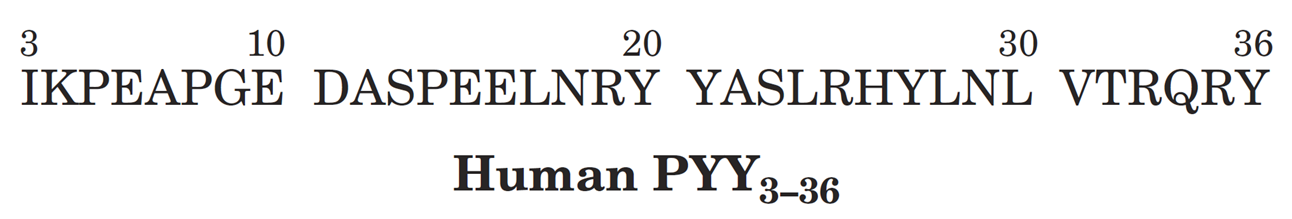 3 10 20 30 36
IKPEAPGE DASPEELNRY YASLRHYLNL VTRQRY
Human PYY3–36